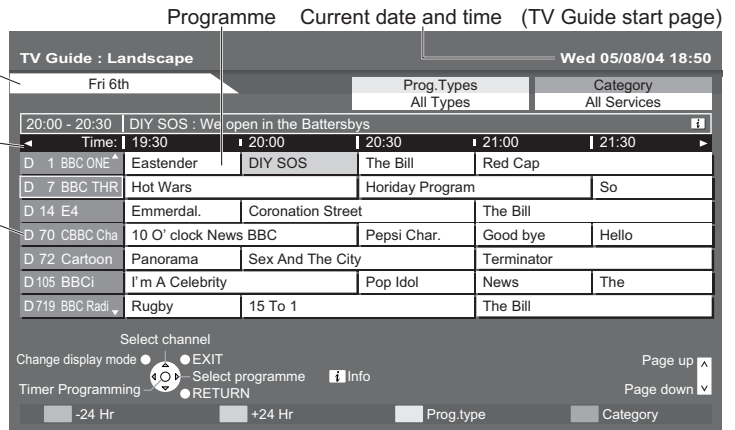 Programme Current date and time (TV Guide start page)
TV Guide : Landscape Wed 05/08/04 18:50
Fri 6th Prog.Types Category
All Types All Services
20:00 - 20:30 DIY SOS : We open in the Battersbys i
Time: 19:30 20:00 20:30 21:00 21:30
D 1 BBC ONE Eastender DIY SOS The Bill Red Cap
D 7 BBC THR Hot Wars Horiday Program So
D 14 E4 Emmerdal. Coronation Street The Bill
D 70 CBBC Cha 10 O' clock News BBC Pepsi Char. Good bye Hello
D 72 Cartoon Panorama Sex And The City Terminator
D 105 BBCi I'm A Celebrity Pop Idol News The
D 719 BBC Radi Rugby 15 To 1 The Bill
Select channel
Change display mode EXIT
Select programme i Info Page up
Timer Programming RETURN Page down
-24 Hr +24 Hr Prog.type Category